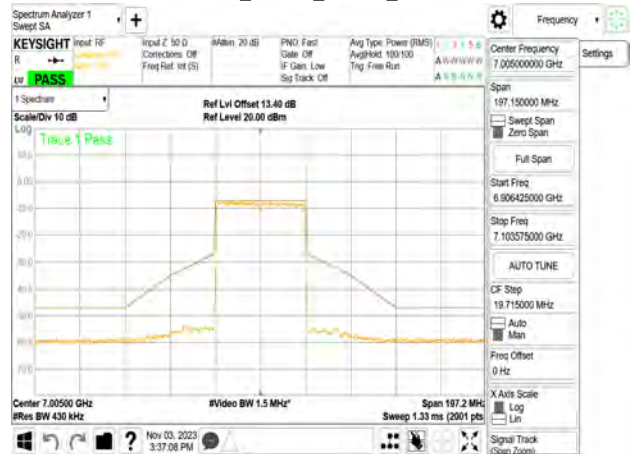 Spectrum Analyzer 1
Swept SA
Frequency
KEYSIGHT
Input: RF
Input Z: 50 Ω
#Atten: 20 dB
PNO: Fast
Avg Type: Power (RMS)
R
Corrections: Off
Gate: Off
Avg|Hold: 100/100
Freq Ref: Int (S)
IF Gain: Low
Trig: Free Run
Sig Track: Off
PASS
1 Spectrum
Scale/Div 10 dB
Ref Lvl Offset 13.40 dB
Ref Level 20.00 dBm
Log
Trace 1 Pass
Center 7.00500 GHz
#Video BW 1.5 MHz*
Span 197.2 MHz
#Res BW 430 kHz
Sweep 1.33 ms (2001 pts
Nov 03, 2023
3:37:08 PM
Settings
Center Frequency
7.005000000 GHz
Span
197.150000 MHz
Swept Span
Zero Span
Full Span
Start Freq
6.906425000 GHz
Stop Freq
7.103575000 GHz
AUTO TUNE
CF Step
19.715000 MHz
Auto
Man
Freq Offset
0 Hz
X Axis Scale
Log
Lin
Signal Track
(Span Zoom)